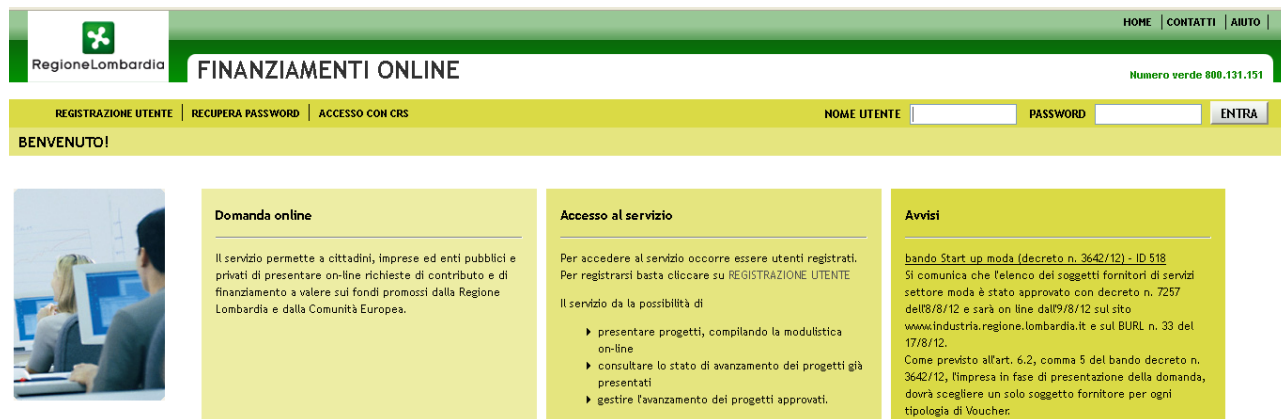 HOME | CONTATTI | AIUTO |
RegioneLombardia
FINANZIAMENTI ONLINE
Numero verde 800.131.151
REGISTRAZIONE UTENTE | RECUPERA PASSWORD | ACCESSO CON CRS
NOME UTENTE PASSWORD ENTRA
BENVENUTO!
Domanda online
Il servizio permette a cittadini, imprese ed enti pubblici e
privati di presentare on-line richieste di contributo e di
finanziamento a valere sui fondi promossi dalla Regione
Lombardia e dalla Comunità Europea.
Accesso al servizio
Per accedere al servizio occorre essere utenti registrati.
Per registrarsi basta cliccare su REGISTRAZIONE UTENTE
Il servizio da la possibilità di
presentare progetti, compilando la modulistica
on-line
consultare lo stato di avanzamento dei progetti già
presentati
gestire l'avanzamento dei progetti approvati.
Avvisi
bando Start up moda (decreto n. 3642/12) - ID 518
Si comunica che l'elenco dei soggetti fornitori di servizi
settore moda è stato approvato con decreto n. 7257
dell'8/8/12 e sarà on line dall'9/8/12 sul sito
www.industria.regione.lombardia.it e sul BURL n. 33 del
17/8/12.
Come previsto all'art. 6.2, comma 5 del bando decreto n.
3642/12, l'impresa in fase di presentazione della domanda,
dovrà scegliere un solo soggetto fornitore per ogni
tipologia di Voucher.